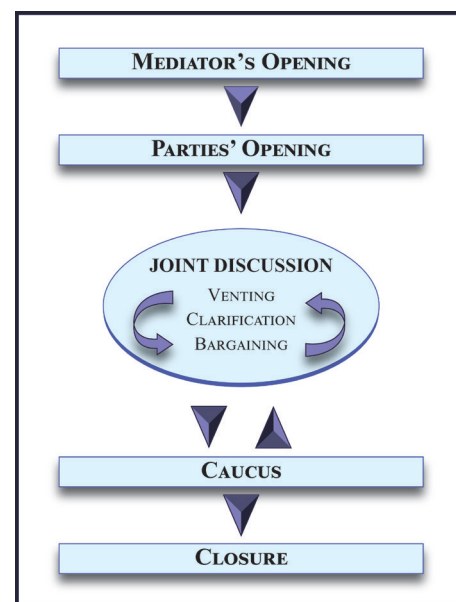 MEDIATOR'S OPENING
PARTIES' OPENING
JOINT DISCUSSION
VENTING
CLARIFICATION
BARGAINING
CAUCUS
CLOSURE